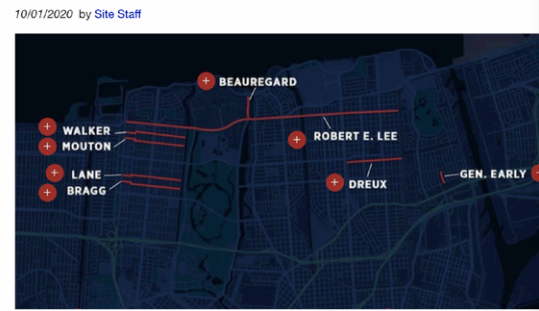 10/01/2020 by Site Staff
BEAUREGARD
WALKER
MOUTON
ROBERT E. LEE
LANE
BRAGG
DREUX
GEN. EARLY